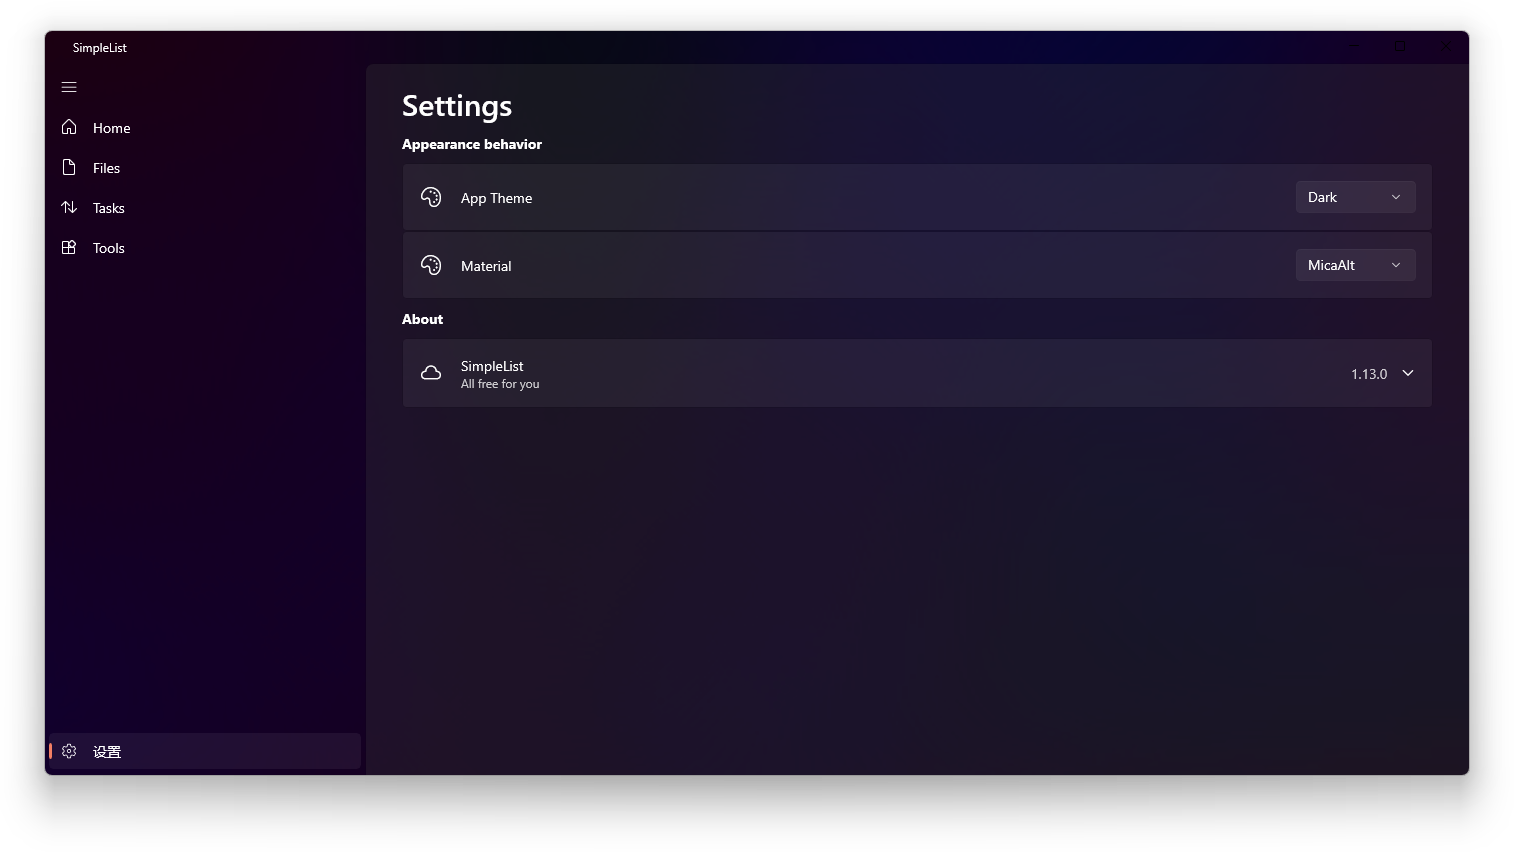 SimpleList
Home
Files
Tasks
Tools
设置
Settings
Appearance behavior
App Theme
Dark
Material
MicaAlt
About
SimpleList
All free for you
1.13.0